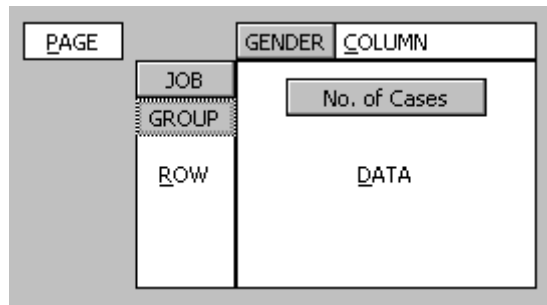 PAGE
GENDER COLUMN
JOB
No. of Cases
GROUP
ROW
DATA